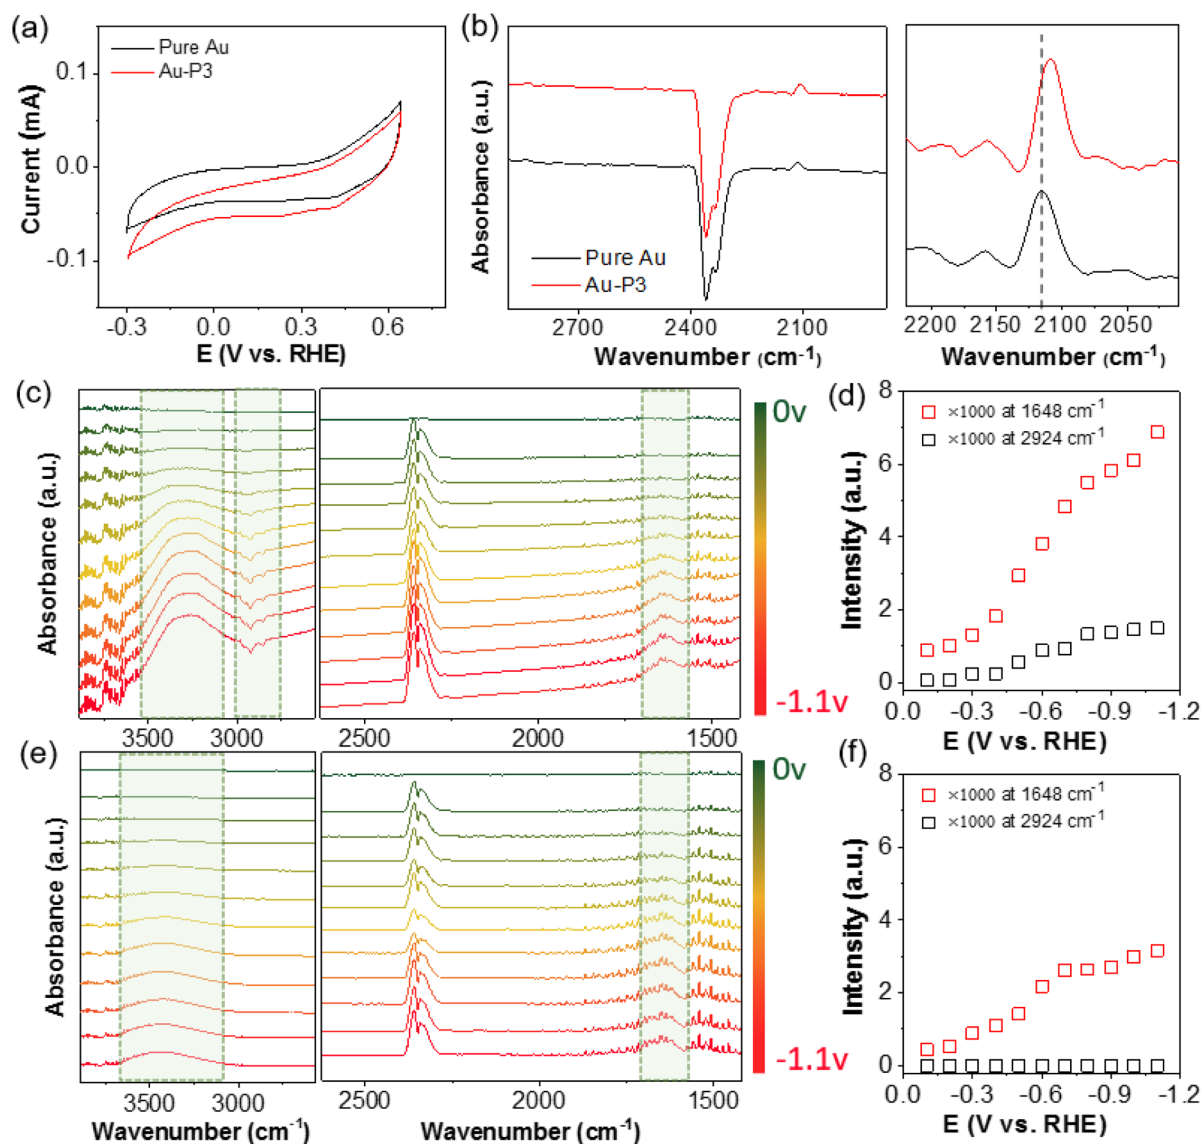 (a)
Pure Au
Au-P3
0.1
0.0
-0.1
Current (mA)
-0.3 0.0 0.3 0.6
E (V vs. RHE)
(b)
Absorbance (a.u.)
Pure Au
Au-P3
2700 2400 2100
Wavenumber (cm-1)
2200 2150 2100 2050
Wavenumber (cm-1)
(c)
Absorbance (a.u.)
3500 3000
2500 2000 1500
0v
-1.1v
(d)
×1000 at 1648 cm-1
×1000 at 2924 cm-1
8
6
4
2
0
Intensity (a.u.)
0.0 -0.3 -0.6 -0.9 -1.2
E (V vs. RHE)
(e)
Absorbance (a.u.)
3500 3000
Wavenumber (cm-1)
2500 2000 1500
Wavenumber (cm-1)
0v
-1.1v
(f)
×1000 at 1648 cm-1
×1000 at 2924 cm-1
8
6
4
2
0
Intensity (a.u.)
0.0 -0.3 -0.6 -0.9 -1.2
E (V vs. RHE)